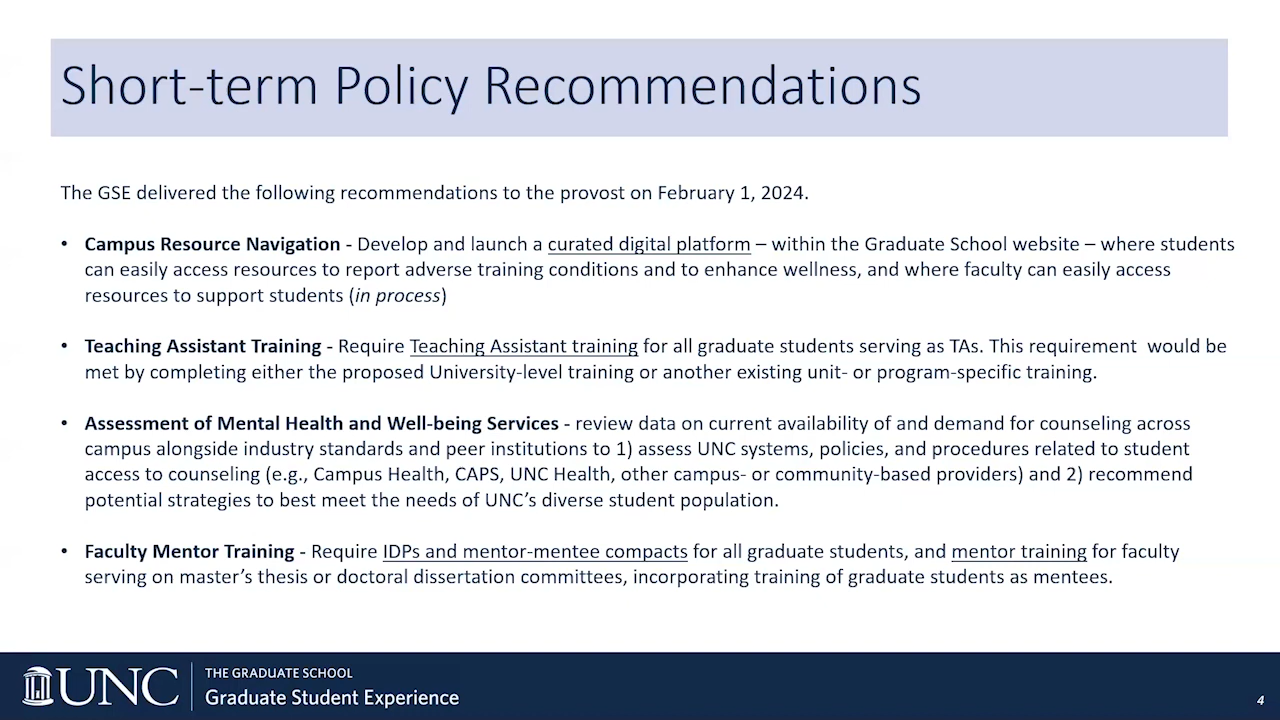 Short-term Policy Recommendations
The GSE delivered the following recommendations to the provost on February 1, 2024.
• Campus Resource Navigation - Develop and launch a curated digital platform – within the Graduate School website – where students
can easily access resources to report adverse training conditions and to enhance wellness, and where faculty can easily access
resources to support students (in process)
• Teaching Assistant Training - Require Teaching Assistant training for all graduate students serving as TAs. This requirement would be
met by completing either the proposed University-level training or another existing unit- or program-specific training.
• Assessment of Mental Health and Well-being Services - review data on current availability of and demand for counseling across
campus alongside industry standards and peer institutions to 1) assess UNC systems, policies, and procedures related to student
access to counseling (e.g., Campus Health, CAPS, UNC Health, other campus- or community-based providers) and 2) recommend
potential strategies to best meet the needs of UNC’s diverse student population.
• Faculty Mentor Training - Require IDPs and mentor-mentee compacts for all graduate students, and mentor training for faculty
serving on master’s thesis or doctoral dissertation committees, incorporating training of graduate students as mentees.
UNC
THE GRADUATE SCHOOL
Graduate Student Experience
4